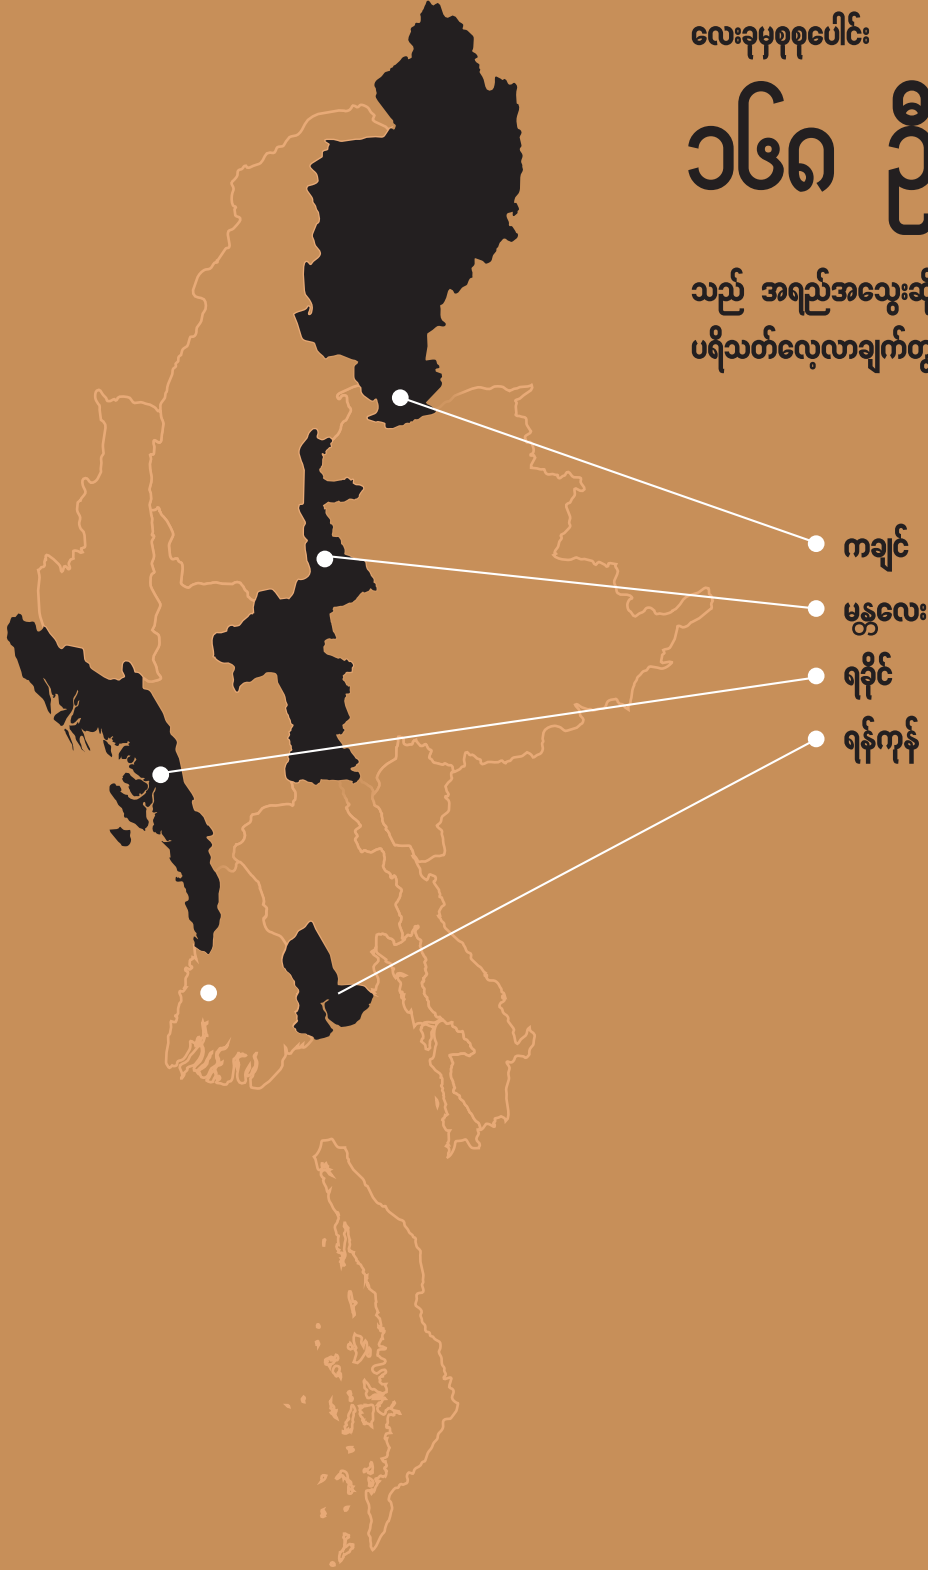 လေးခုမှစုစုပေါင်း
၁၆၈ ဦ
သည် အရည်အသွေးဆို
ပရိသတ်လေ့လာချက်တွ
ကချင်
မန္တလေး
ရခိုင်
ရန်ကုန်